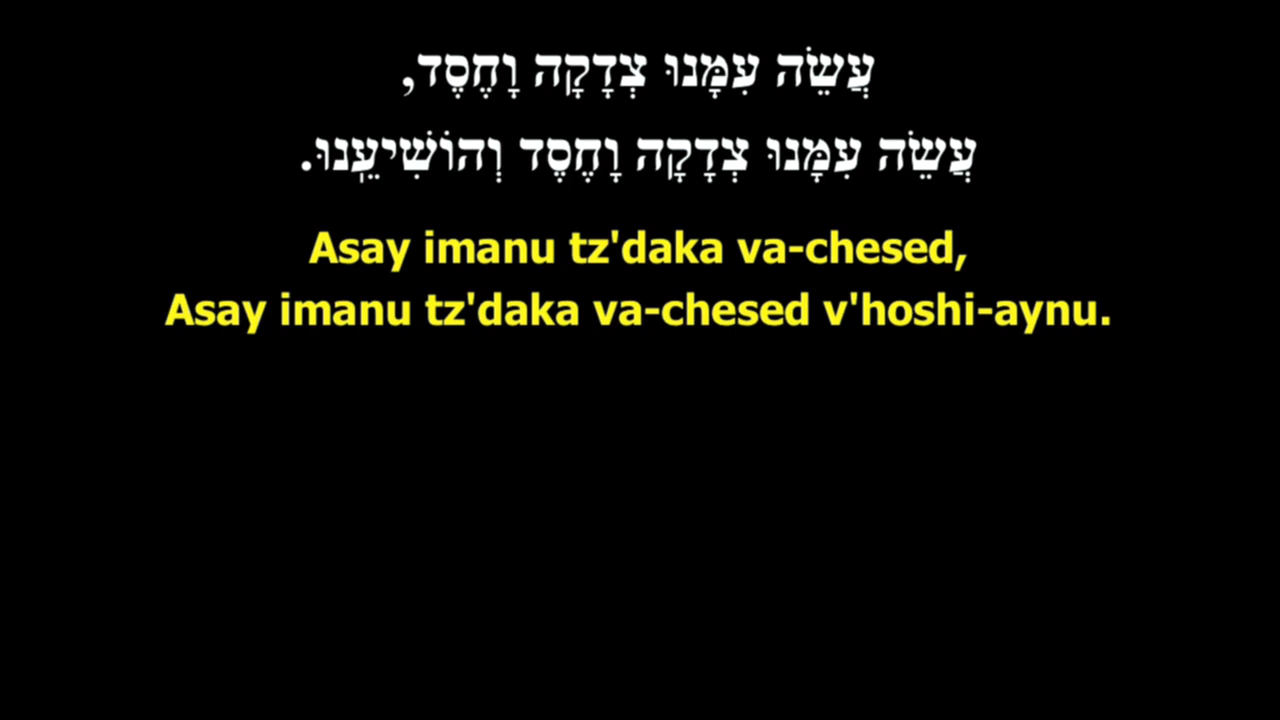 עֲשֵׂה עִמָּנוּ צְדָקָה וָחֶסֶד,
עֲשֵׂה עִמָּנוּ צְדָקָה וָחֶסֶד וְהוֹשִׁיעֵֽנוּ.
Asay imanu tz'daka va-chesed,
Asay imanu tz'daka va-chesed v'hoshi-aynu.